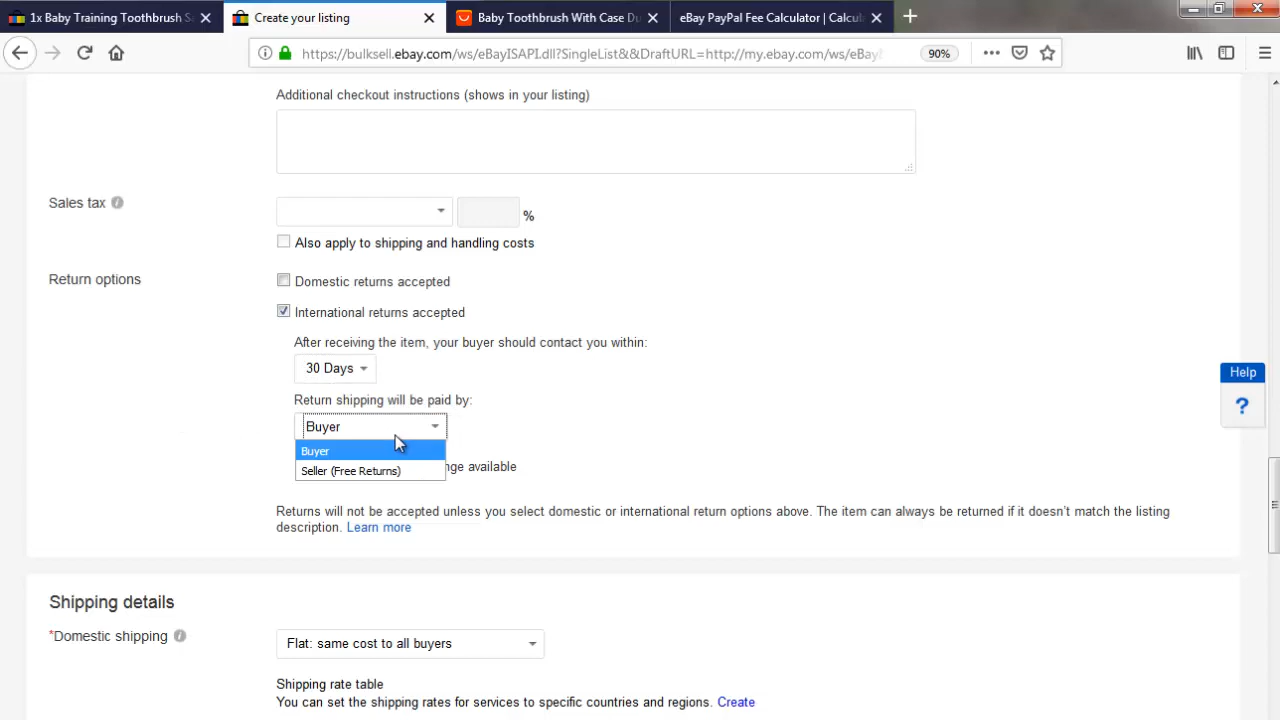 1x Baby Training Toothbrush S
Create your listing
Baby Toothbrush With Case Du
eBay PayPal Fee Calculator | Calcul
https://bulksell.ebay.com/ws/eBayISAPI.dll?SingleList&&DraftURL=http://my.ebay.com/ws/eBayI
90%
Additional checkout instructions (shows in your listing)
Sales tax
%
Also apply to shipping and handling costs
Return options
Domestic returns accepted
International returns accepted
After receiving the item, your buyer should contact you within:
30 Days
Return shipping will be paid by:
Buyer
Buyer
Seller (Free Returns)
nge available
Returns will not be accepted unless you select domestic or international return options above. The item can always be returned if it doesn't match the listing
description. Learn more
Help
?
Shipping details
*Domestic shipping
Flat: same cost to all buyers
Shipping rate table
You can set the shipping rates for services to specific countries and regions. Create